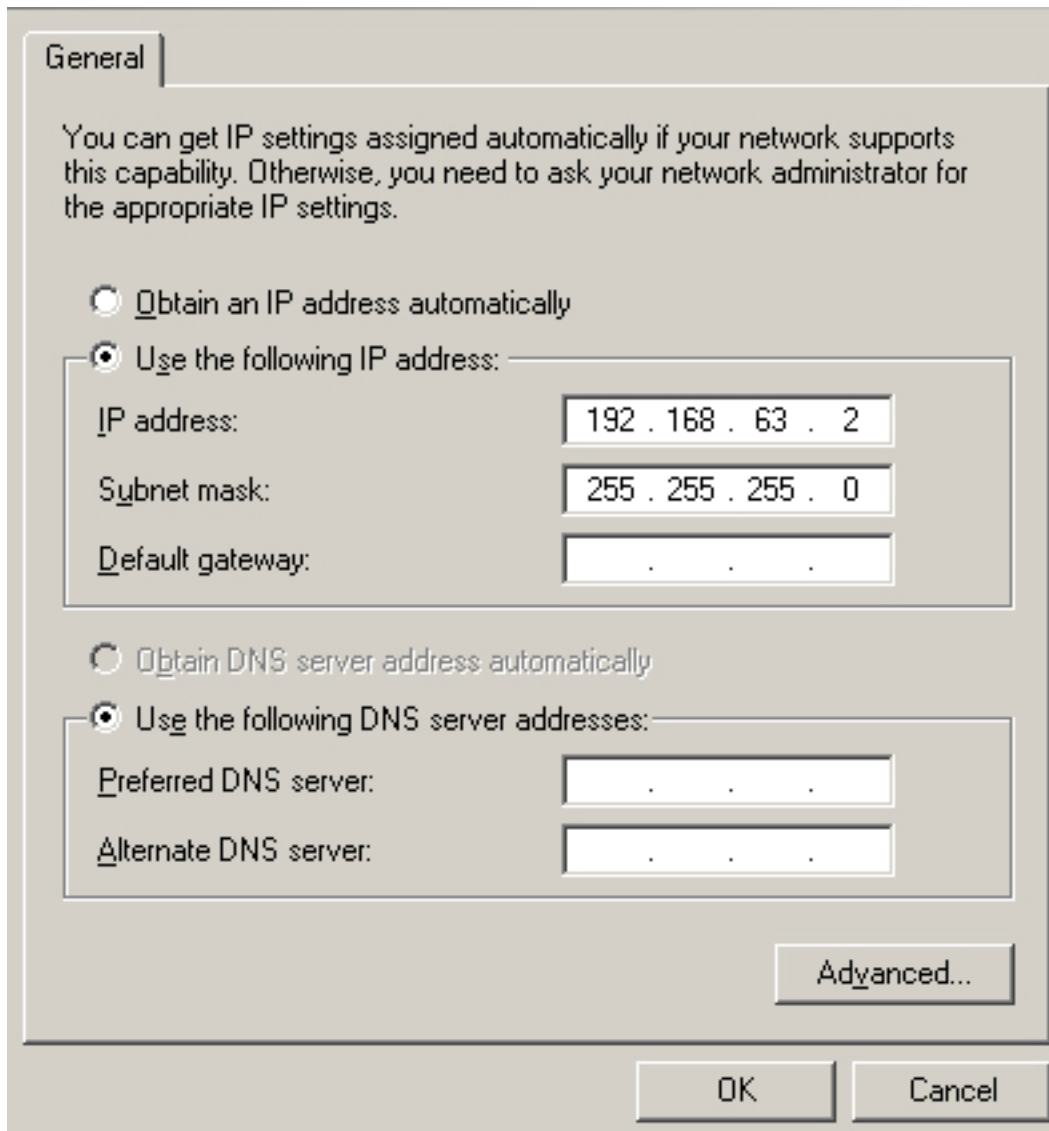 General
You can get IP settings assigned automatically if your network supports
this capability. Otherwise, you need to ask your network administrator for
the appropriate IP settings.
Obtain an IP address automatically
Use the following IP address:
IP address: 192 . 168 . 63 . 2
Subnet mask: 255 . 255 . 255 . 0
Default gateway: . . .
Obtain DNS server address automatically
Use the following DNS server addresses:
Preferred DNS server: . . .
Alternate DNS server: . . .
Advanced...
OK Cancel